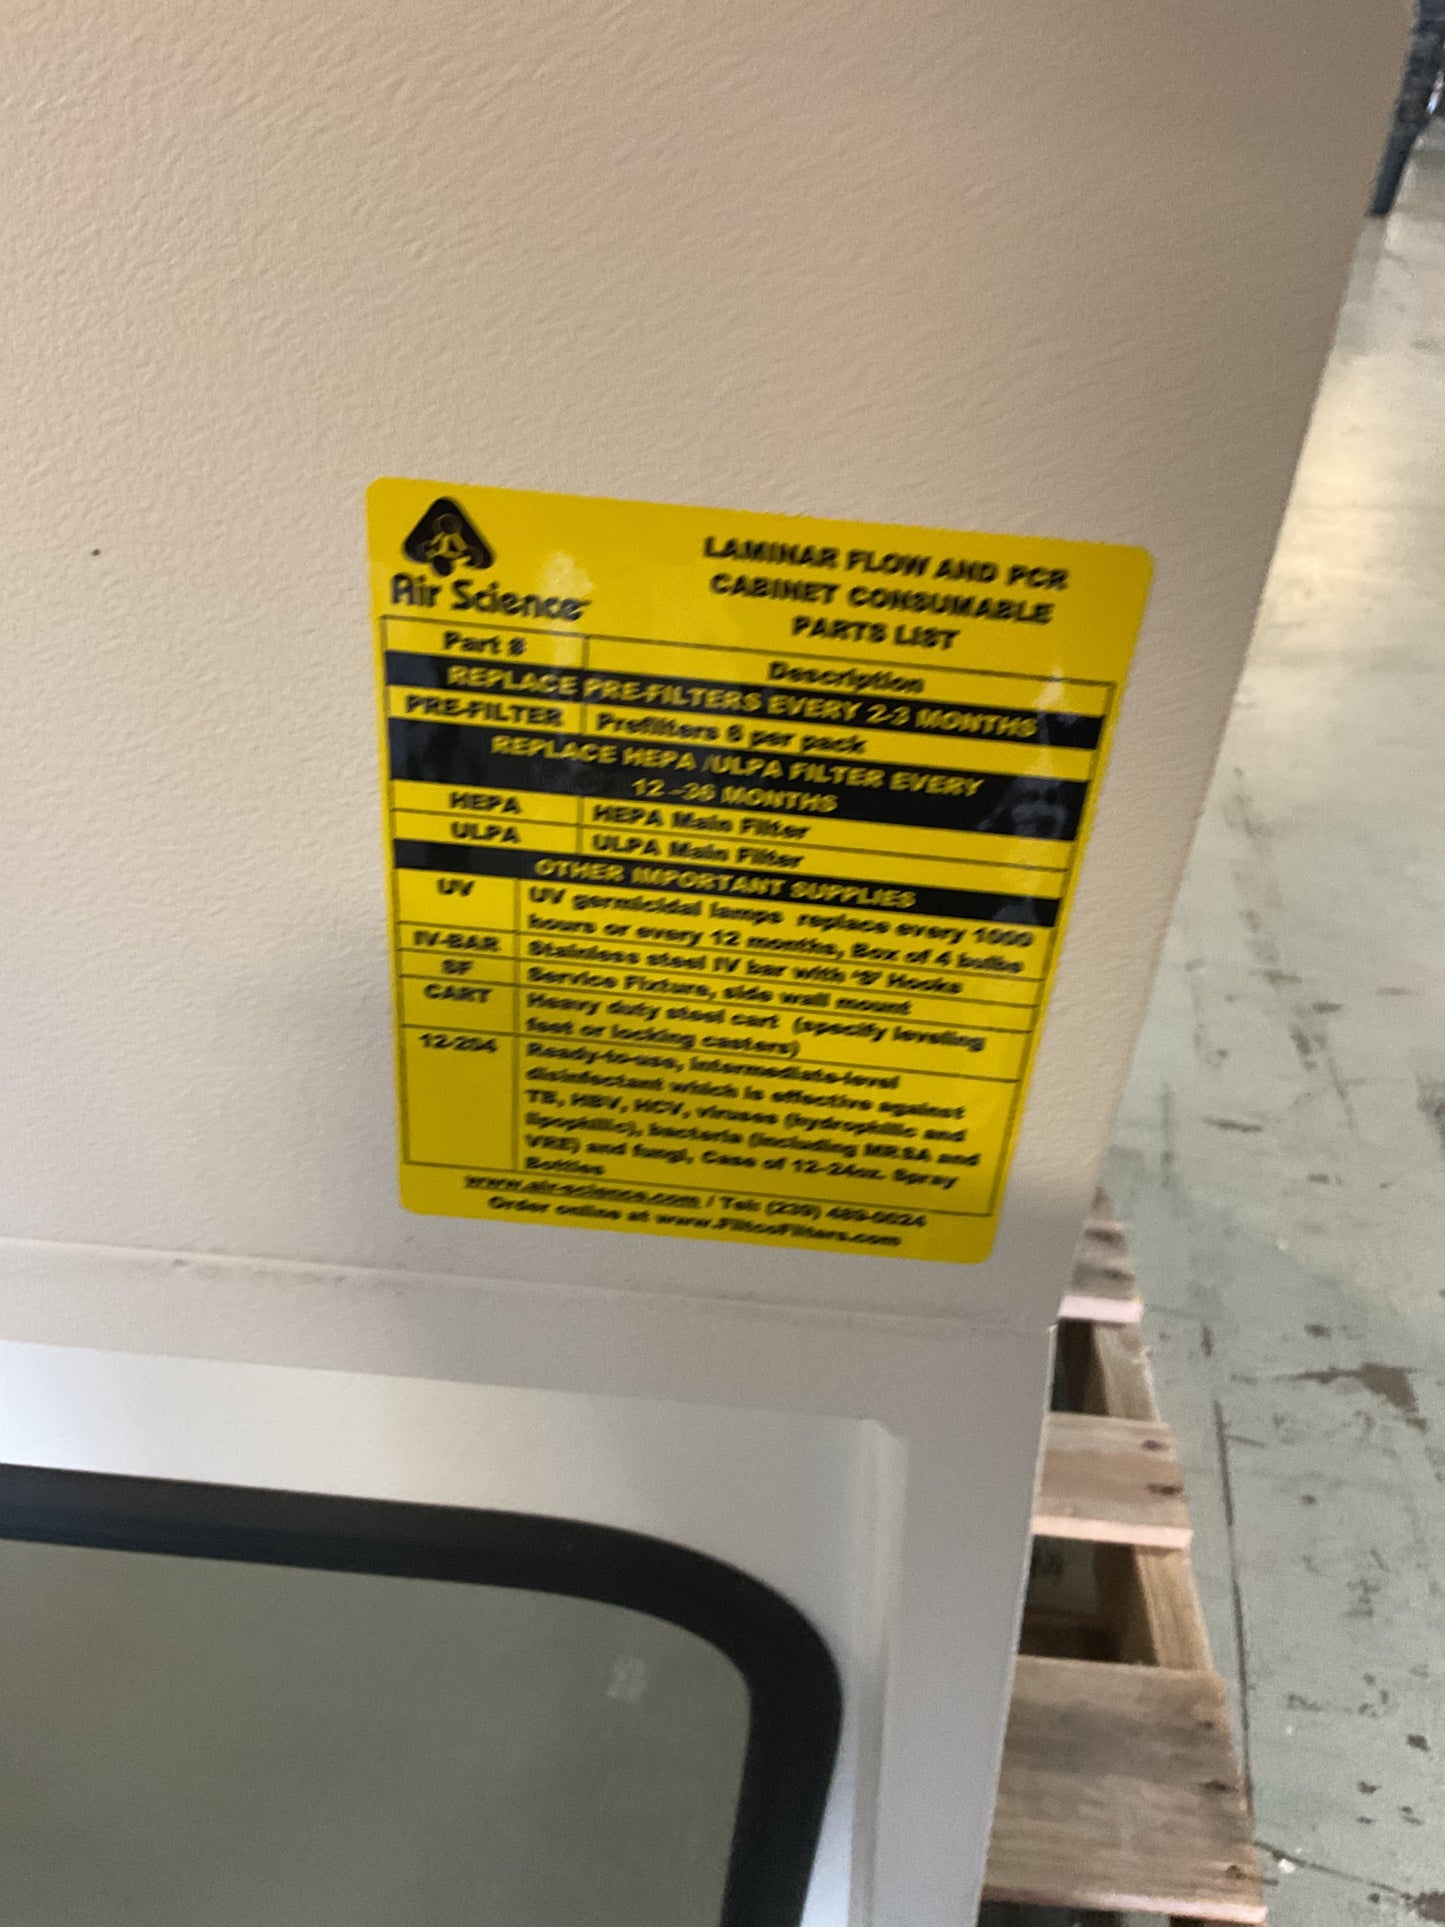 Air Science
LAMINAR FLOW AND PCR
CABINET CONSUMABLE
PARTS LIST
Part #
Description
REPLACE PRE-FILTERS EVERY 2-3 MONTHS
PRE-FILTER
Prefilters 6 per pack
REPLACE HEPA /ULPA FILTER EVERY
12 -36 MONTHS
HEPA
HEPA Main Filter
ULPA
ULPA Main Filter
OTHER IMPORTANT SUPPLIES
UV
UV germicidal lamps replace every 1000
hours or every 12 months, Box of 4 bulbs
IV-BAR
Stainless steel IV bar with "S" Hooks
SF
Service Fixture, side wall mount
CART
Heavy duty steel cart (specify leveling
feet or locking casters)
12-204
Ready-to-use, intermediate-level
disinfectant which is effective against
TB, HBV, HCV, viruses (hydrophilic and
lipophilic), bacteria (including MRSA and
VRE) and fungi, Case of 12-24oz. Spray
Bottles
www.air-science.com / Tel: (239) 489-0024
Order online at www.FiltcoFilters.com